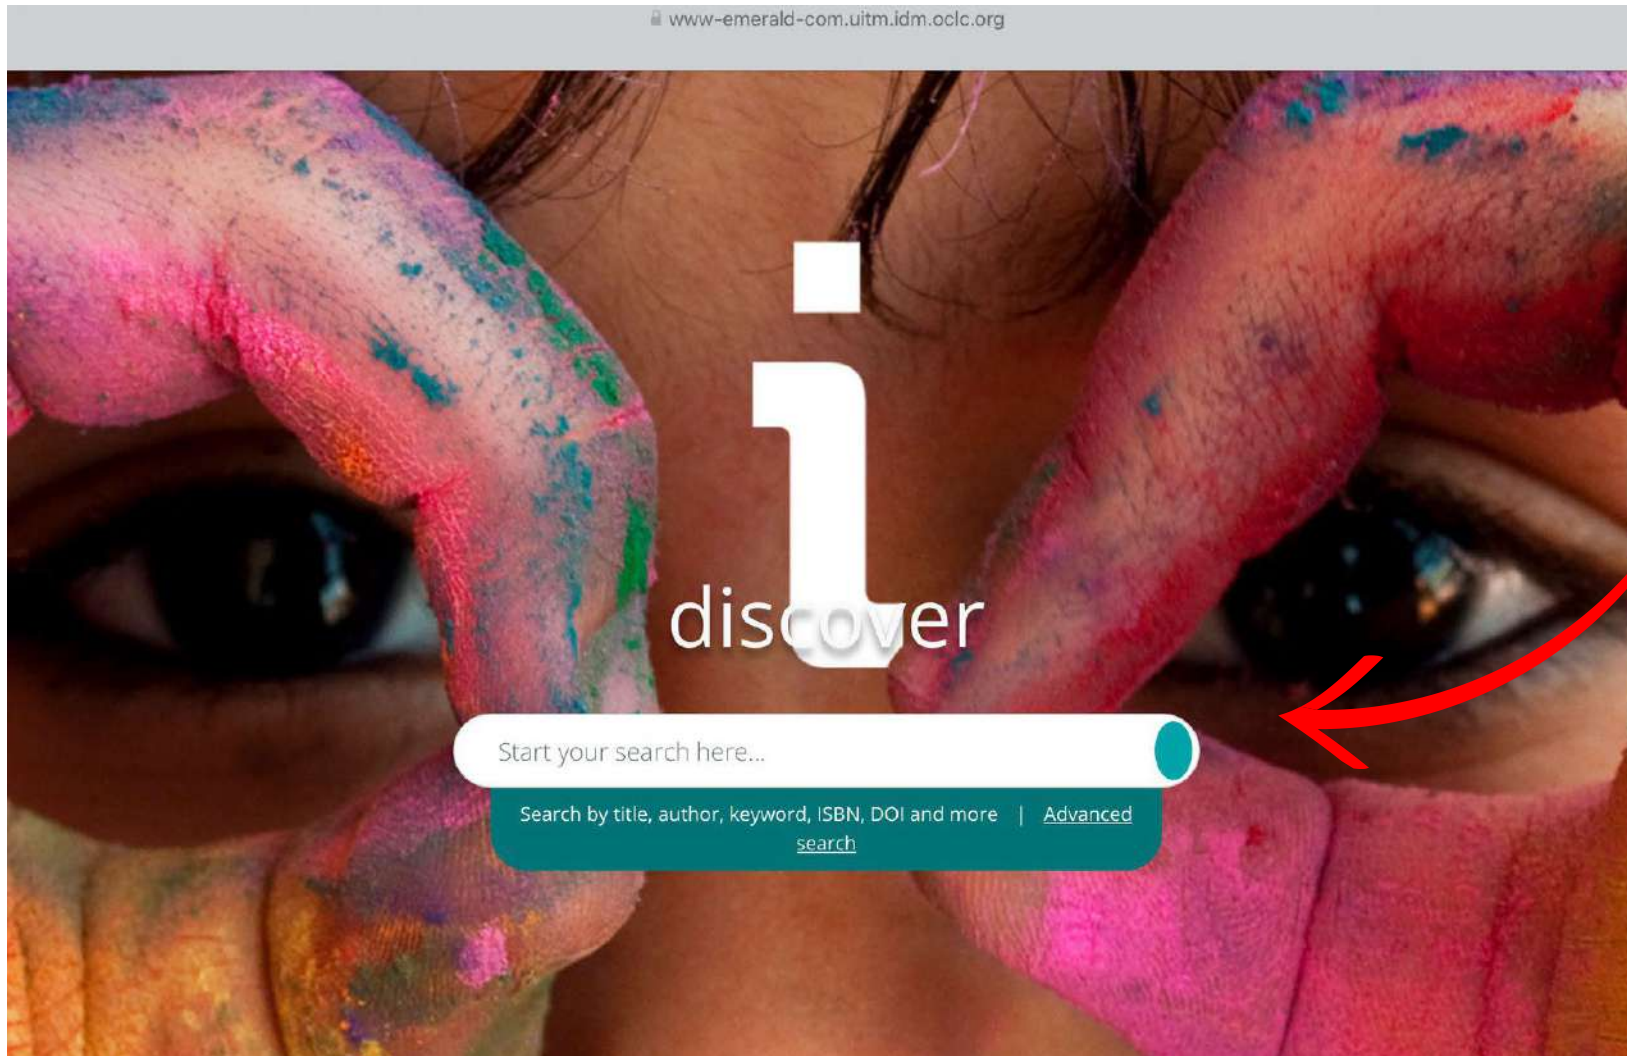 www-emerald-com.uitm.idm.oclc.org
i
discover
Start your search here...
Search by title, author, keyword, ISBN, DOI and more | Advanced
search